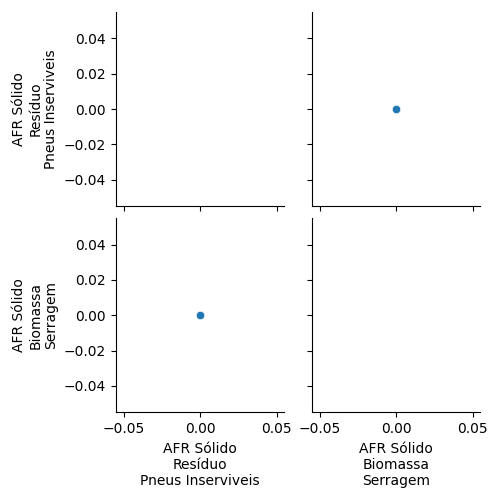 AFR Sólido
Resíduo
Pneus Inserviveis
0.04
0.02
0.00
−0.02
−0.04
AFR Sólido
Biomassa
Serragem
0.04
0.02
0.00
−0.02
−0.04
−0.05 0.00 0.05
−0.05 0.00 0.05
AFR Sólido
Resíduo
Pneus Inserviveis
AFR Sólido
Biomassa
Serragem